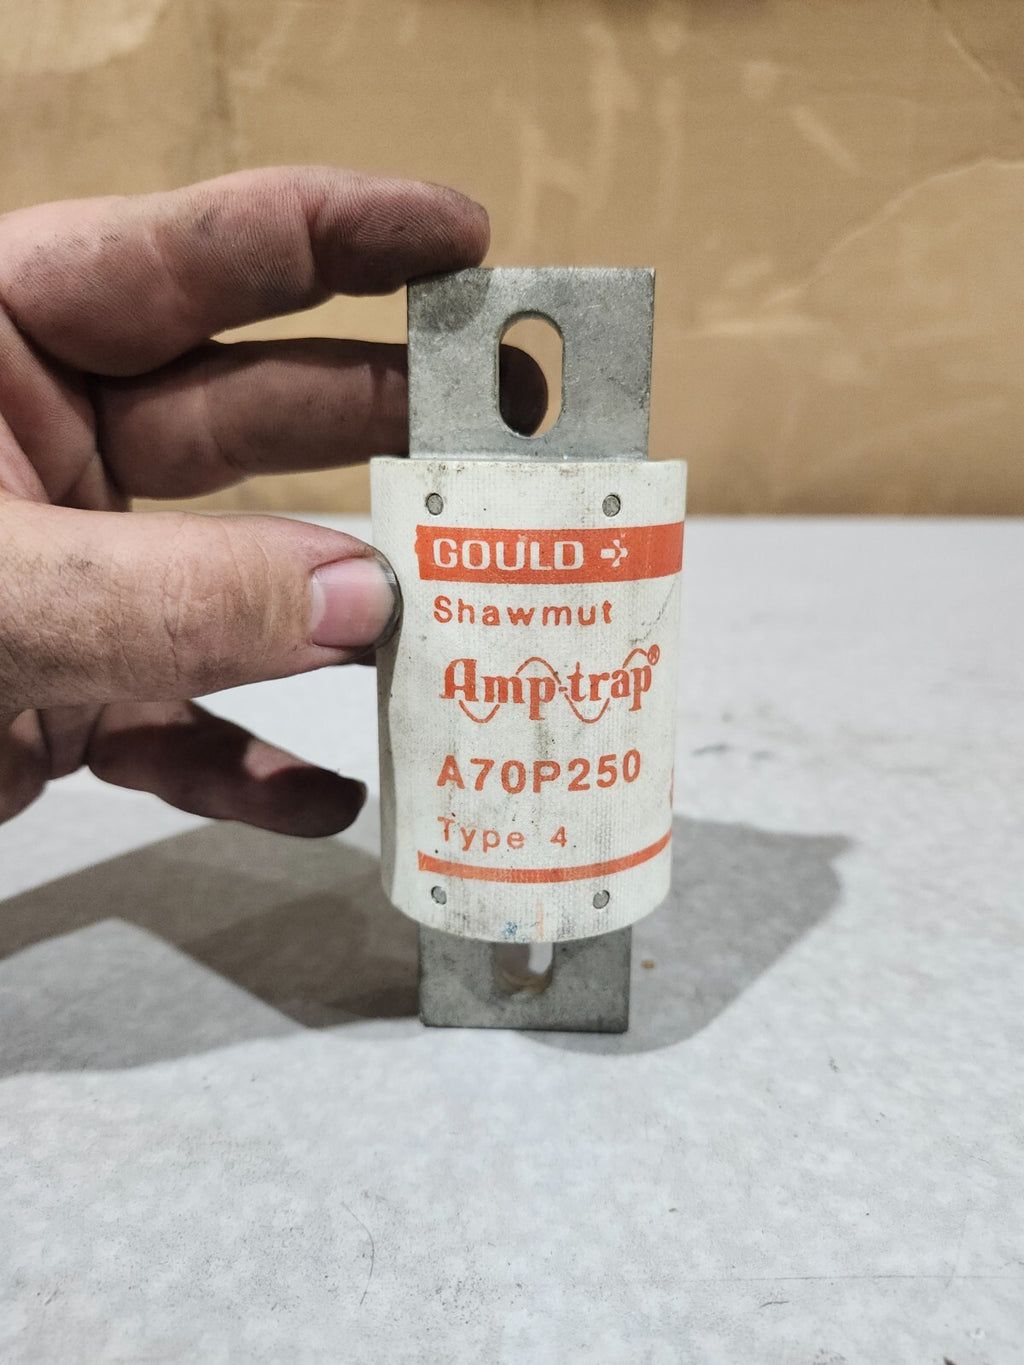 GOULD
Shawmut
Amp-trap®
A70P250
Type 4